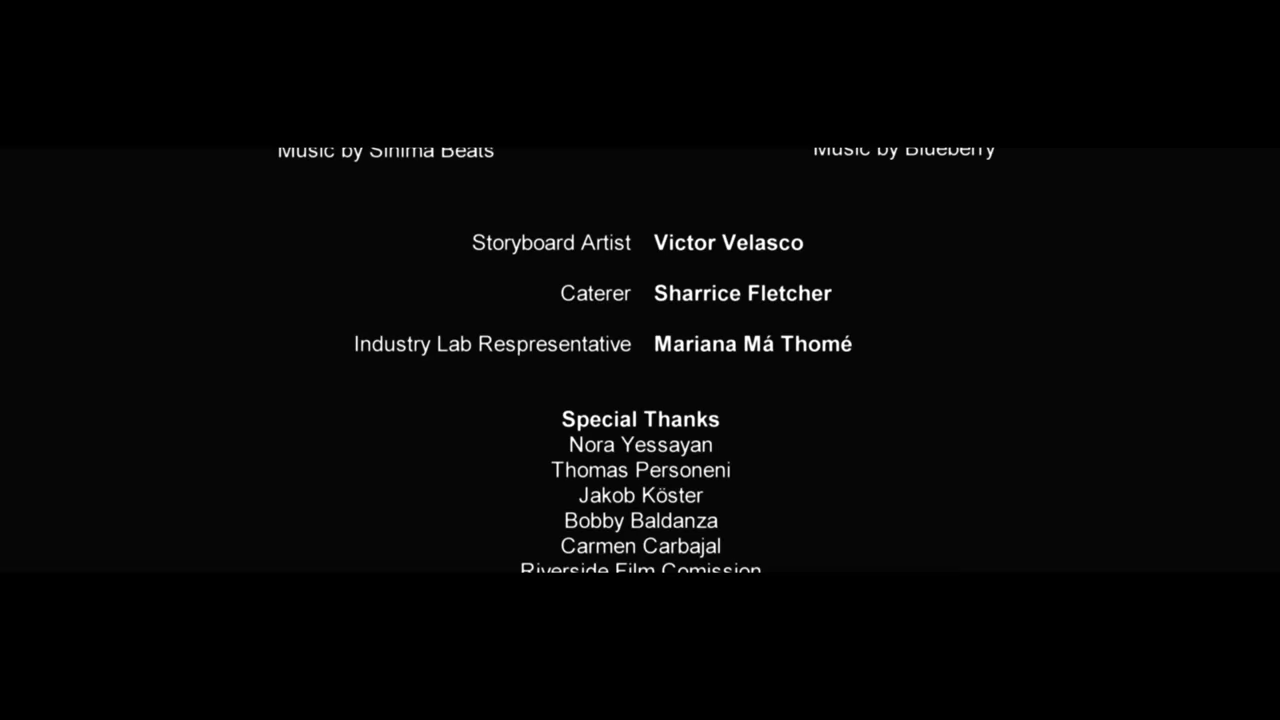 Music by Sinima Beats Music by Blueberry
Storyboard Artist Victor Velasco
Caterer Sharrice Fletcher
Industry Lab Respresentative Mariana Má Thomé
Special Thanks
Nora Yessayan
Thomas Personeni
Jakob Köster
Bobby Baldanza
Carmen Carbajal
Riverside Film Comission